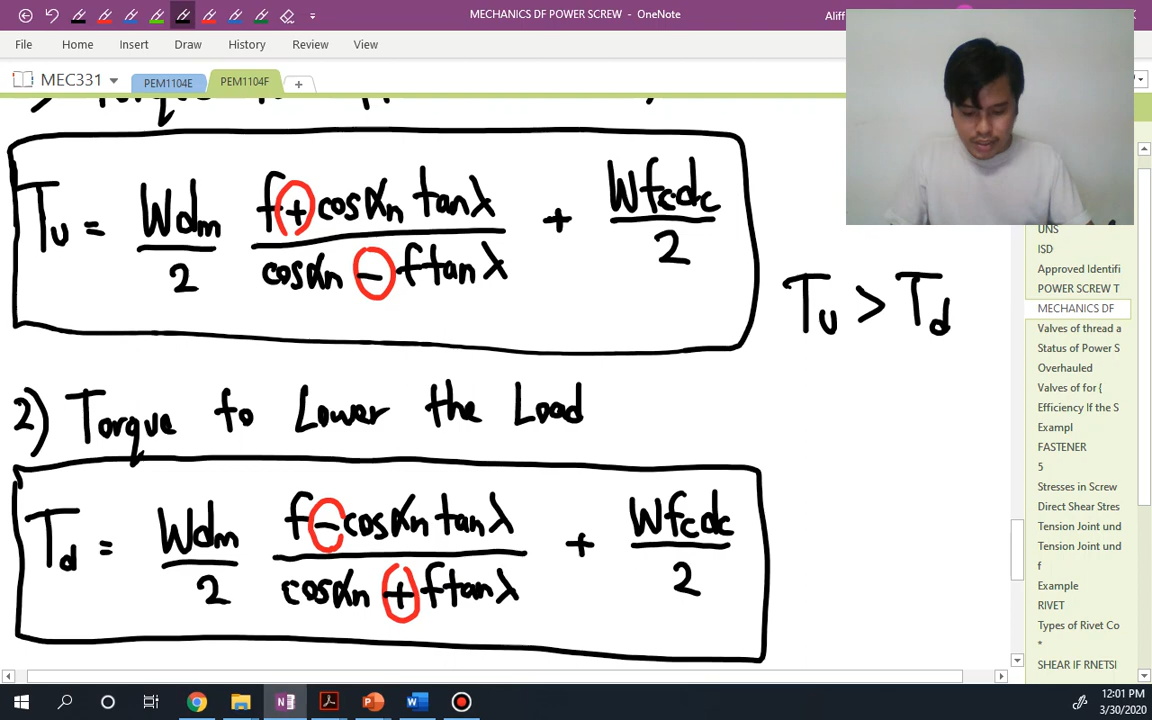 MECHANICS DF POWER SCREW - OneNote
Aliff
File Home Insert Draw History Review View
MEC331 PEM1104E PEM1104F +
Tu = Wdm/2 f + cosαn tanλ / cosαn - f tanλ + Wfcdc/2
Tu > Td
2) Torque to Lower the Load
Td = Wdm/2 f - cosαn tanλ / cosαn + f tanλ + Wfcdc/2
UNS
ISD
Approved Identifi
POWER SCREW T
MECHANICS DF
Valves of thread a
Status of Power S
Overhauled
Valves of for {
Efficiency If the S
Exampl
FASTENER
5
Stresses in Screw
Direct Shear Stres
Tension Joint und
Tension Joint und
f
Example
RIVET
Types of Rivet Co
*
SHEAR IF RNETSI
12:01 PM
3/30/2020